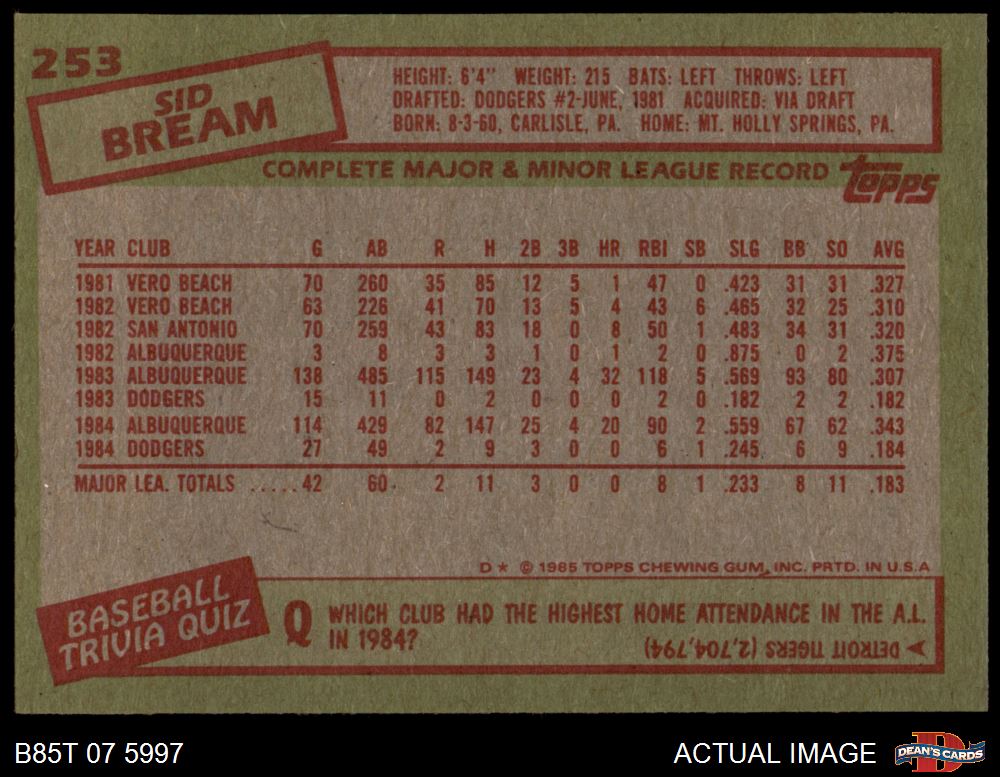 253
SID
BREAM
HEIGHT: 6'4" WEIGHT: 215 BATS: LEFT THROWS: LEFT
DRAFTED: DODGERS #2-JUNE, 1981 ACQUIRED: VIA DRAFT
BORN: 8-3-60, CARLISLE, PA. HOME: MT. HOLLY SPRINGS, PA.
COMPLETE MAJOR & MINOR LEAGUE RECORD topps
YEAR CLUB G AB R H 2B 3B HR RBI SB SLG BB SO AVG
1981 VERO BEACH 70 260 35 85 12 5 1 47 0 .423 31 31 .327
1982 VERO BEACH 63 226 41 70 13 5 4 43 6 .465 32 25 .310
1982 SAN ANTONIO 70 259 43 83 18 0 8 50 1 .483 34 31 .320
1982 ALBUQUERQUE 3 8 3 3 1 0 1 2 0 .875 0 2 .375
1983 ALBUQUERQUE 138 485 115 149 23 4 32 118 5 .569 93 80 .307
1983 DODGERS 15 11 0 2 0 0 0 2 0 .182 2 2 .182
1984 ALBUQUERQUE 114 429 82 147 25 4 20 90 2 .559 67 62 .343
1984 DODGERS 27 49 2 9 3 0 0 6 1 .245 6 9 .184
MAJOR LEA. TOTALS .....42 60 2 11 3 0 0 8 1 .233 8 11 .183
D * © 1985 TOPPS CHEWING GUM, INC. PRTD. IN U.S.A
BASEBALL
TRIVIA QUIZ
Q WHICH CLUB HAD THE HIGHEST HOME ATTENDANCE IN THE A.L.
IN 1984?
DETROIT TIGERS (2,704,794)
B85T 07 5997
ACTUAL IMAGE
D
DEAN'S CARDS